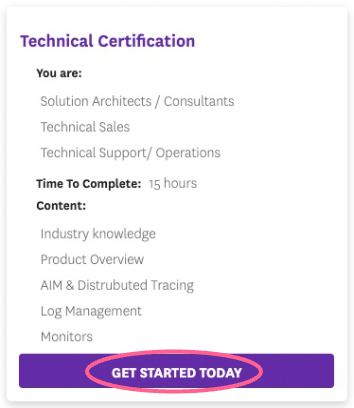 Technical Certification
You are:
Solution Architects / Consultants
Technical Sales
Technical Support/ Operations
Time To Complete: 15 hours
Content:
Industry knowledge
Product Overview
AIM & Distrubuted Tracing
Log Management
Monitors
GET STARTED TODAY